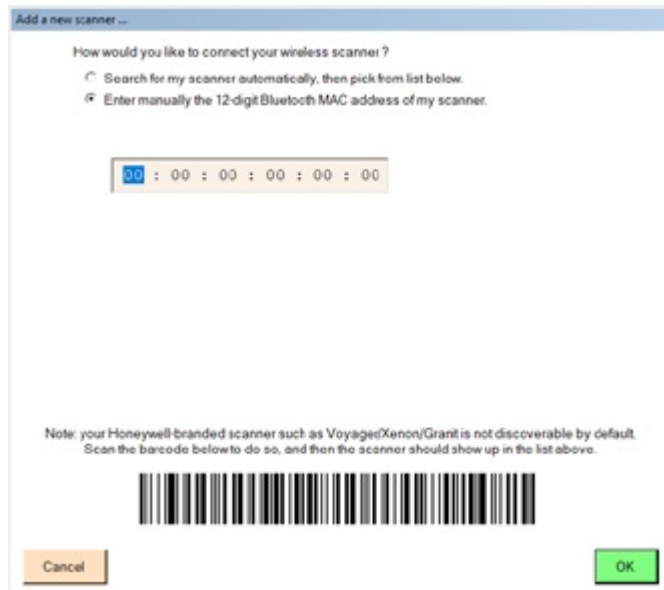 Add a new scanner ...
How would you like to connect your wireless scanner ?
Search for my scanner automatically, then pick from list below.
Enter manually the 12-digit Bluetooth MAC address of my scanner.
00 : 00 : 00 : 00 : 00 : 00
Note: your Honeywell-branded scanner such as Voyager/Xenon/Granit is not discoverable by default.
Scan the barcode below to do so, and then the scanner should show up in the list above.
Cancel
OK